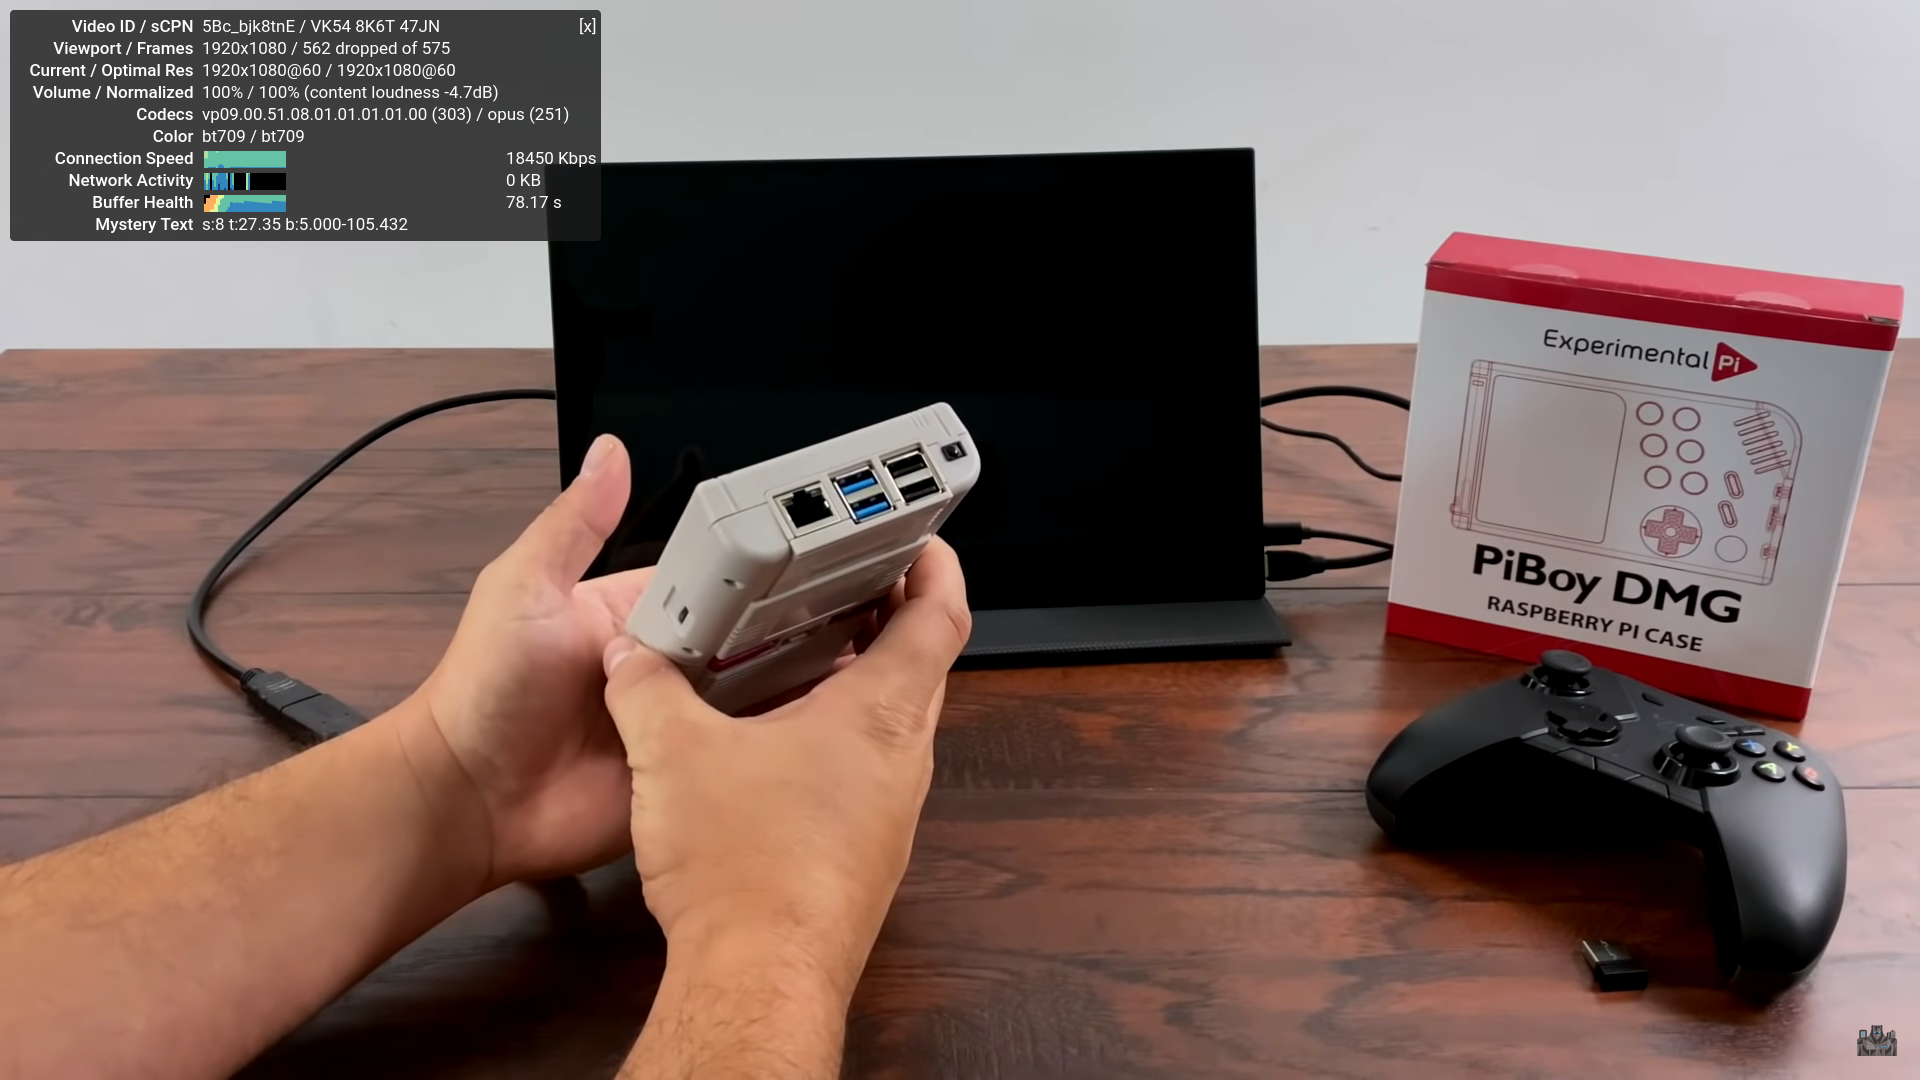 Video ID / sCPN 5Bc_bjk8tnE / VK54 8K6T 47JN [x]
Viewport / Frames 1920x1080 / 562 dropped of 575
Current / Optimal Res 1920x1080@60 / 1920x1080@60
Volume / Normalized 100% / 100% (content loudness -4.7dB)
Codecs vp09.00.51.08.01.01.01.01.00 (303) / opus (251)
Color bt709 / bt709
Connection Speed 18450 Kbps
Network Activity 0 KB
Buffer Health 78.17 s
Mystery Text s:8 t:27.35 b:5.000-105.432
Experimental Pi
PiBoy DMG
RASPBERRY PI CASE
X
Y
A
B